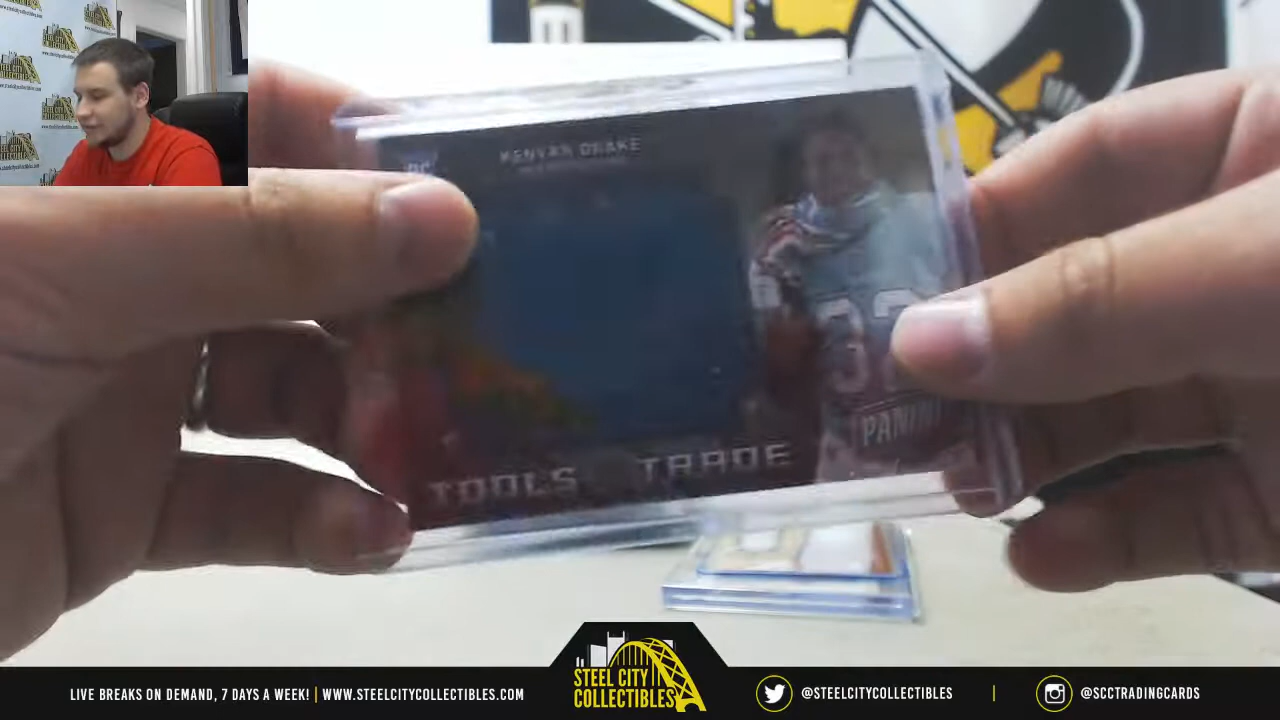 KENYAN DRAKE
TOOLS TRADE
32
PANINI
STEEL CITY
COLLECTIBLES
LIVE BREAKS ON DEMAND, 7 DAYS A WEEK! | WWW.STEELCITYCOLLECTIBLES.COM
@STEELCITYCOLLECTIBLES
@SCCTRADINGCARDS